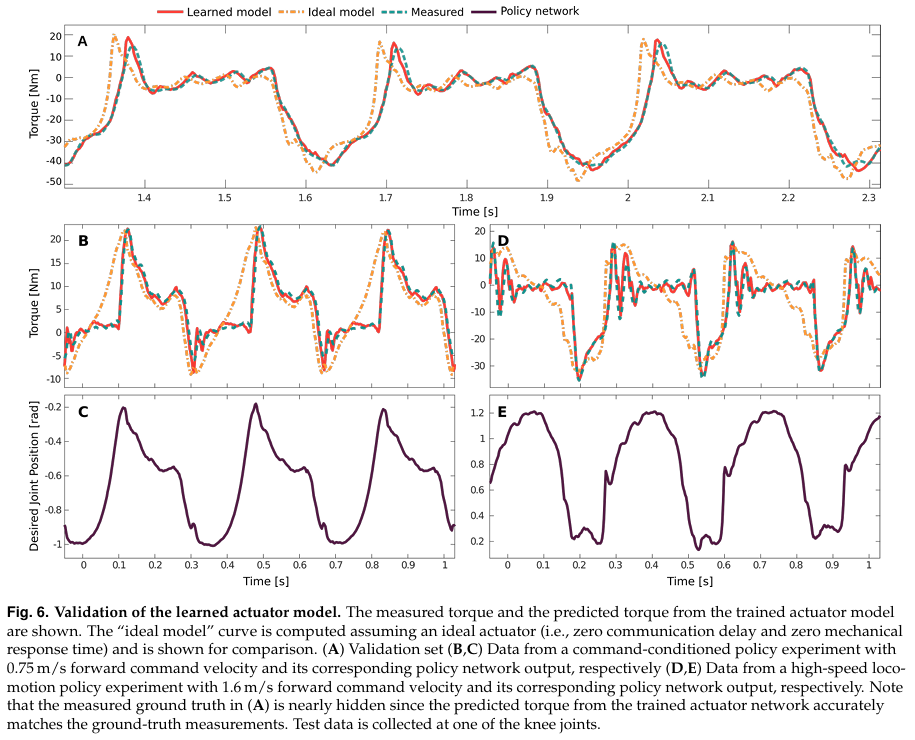 Learned model Ideal model Measured Policy network
A
Torque [Nm]
20
10
0
-10
-20
-30
-40
-50
1.4 1.5 1.6 1.7 1.8 1.9 2 2.1 2.2 2.3
Time [s]
B
Torque [Nm]
20
15
10
5
0
-5
-10
D
20
10
0
-10
-20
-30
C
Desired Joint Position [rad]
-0.2
-0.4
-0.6
-0.8
-1
0 0.1 0.2 0.3 0.4 0.5 0.6 0.7 0.8 0.9 1
Time [s]
E
1.2
1
0.8
0.6
0.4
0.2
0 0.1 0.2 0.3 0.4 0.5 0.6 0.7 0.8 0.9 1
Time [s]
Fig. 6. Validation of the learned actuator model. The measured torque and the predicted torque from the trained actuator model
are shown. The “ideal model” curve is computed assuming an ideal actuator (i.e., zero communication delay and zero mechanical
response time) and is shown for comparison. (A) Validation set (B,C) Data from a command-conditioned policy experiment with
0.75 m/s forward command velocity and its corresponding policy network output, respectively (D,E) Data from a high-speed loco-
motion policy experiment with 1.6 m/s forward command velocity and its corresponding policy network output, respectively. Note
that the measured ground truth in (A) is nearly hidden since the predicted torque from the trained actuator network accurately
matches the ground-truth measurements. Test data is collected at one of the knee joints.